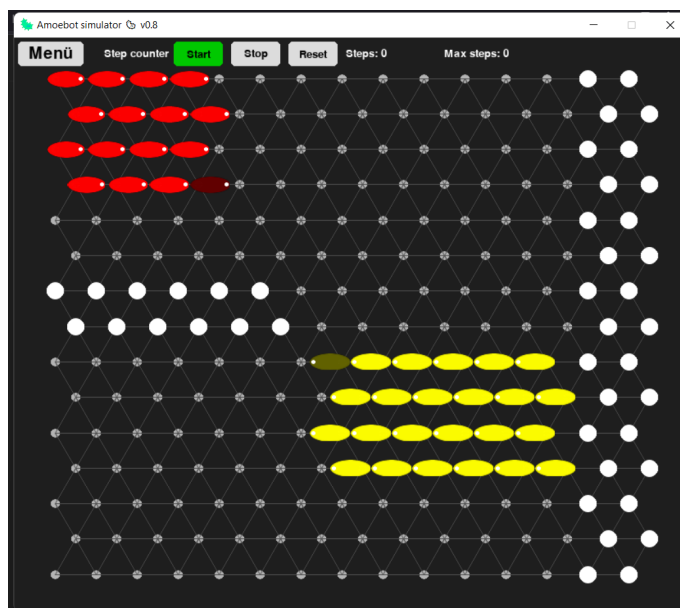 Amoebot simulator v0.8
Menü Step counter Start Stop Reset Steps: 0 Max steps: 0